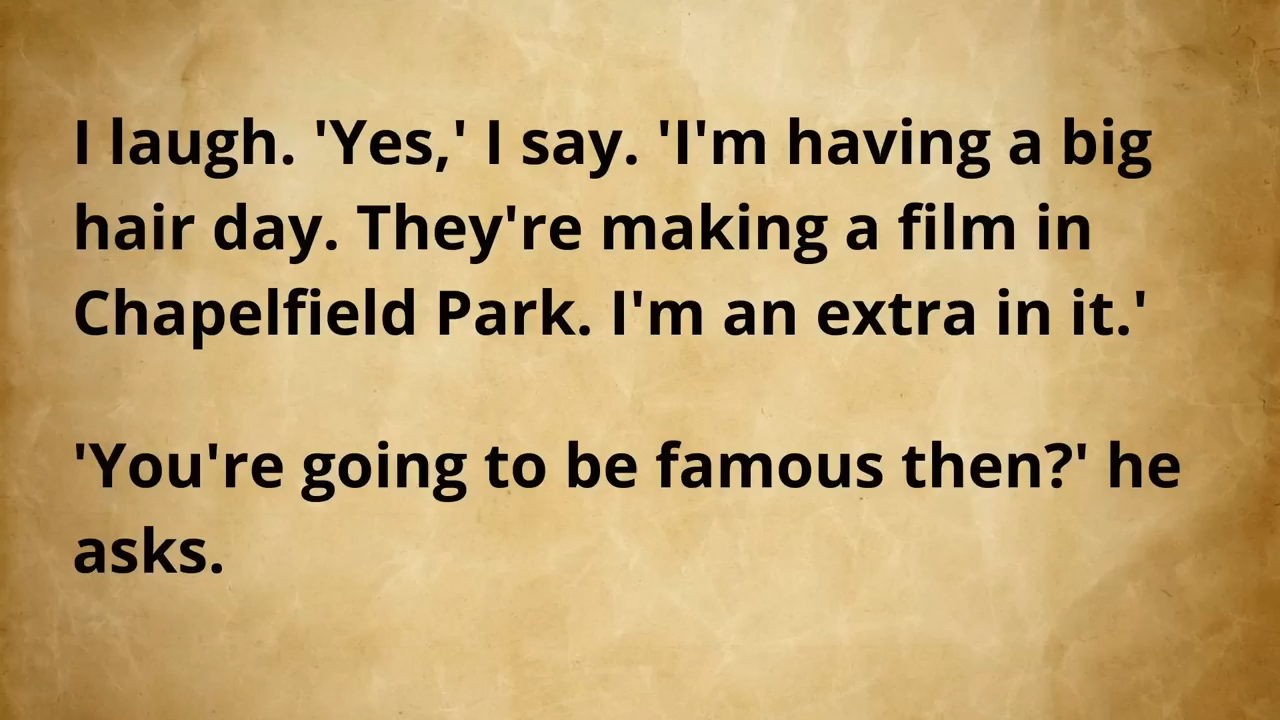 I laugh. 'Yes,' I say. 'I'm having a big
hair day. They're making a film in
Chapelfield Park. I'm an extra in it.'
'You're going to be famous then?' he
asks.